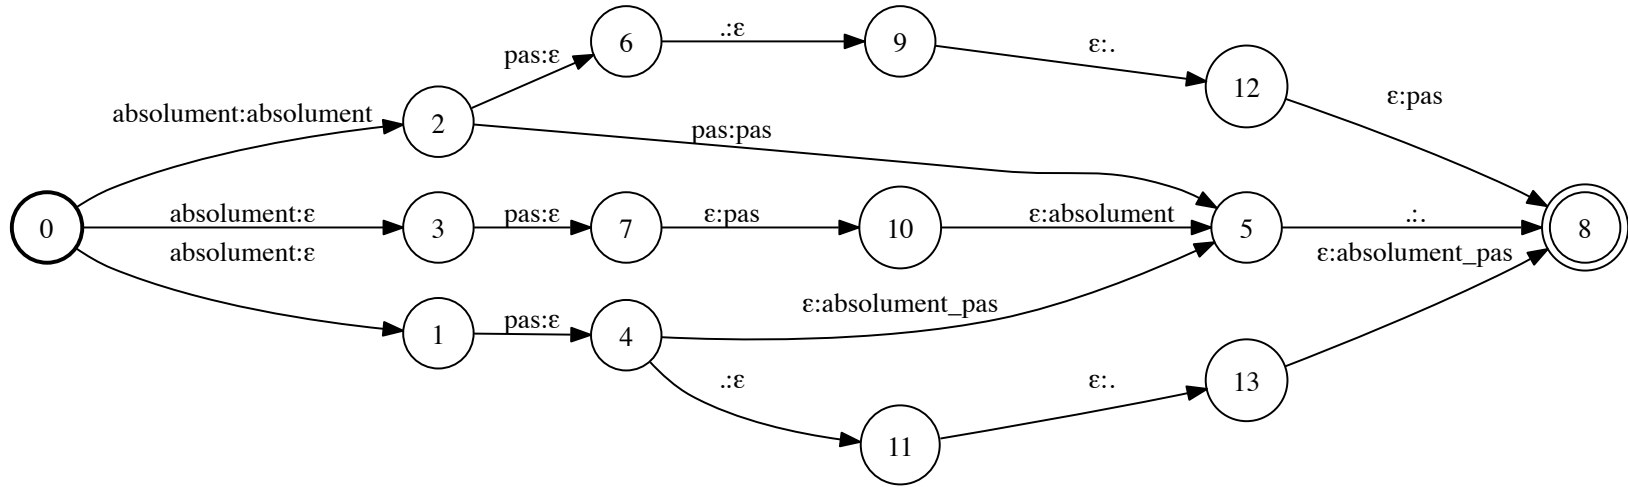 6
.:ε
9
ε:.
pas:ε
12
ε:pas
absolument:absolument
2
pas:pas
0
absolument:ε
3
pas:ε
7
ε:pas
10
ε:absolument
5
.:.
8
absolument:ε
ε:absolument_pas
1
pas:ε
4
ε:absolument_pas
.:ε
ε:.
13
11